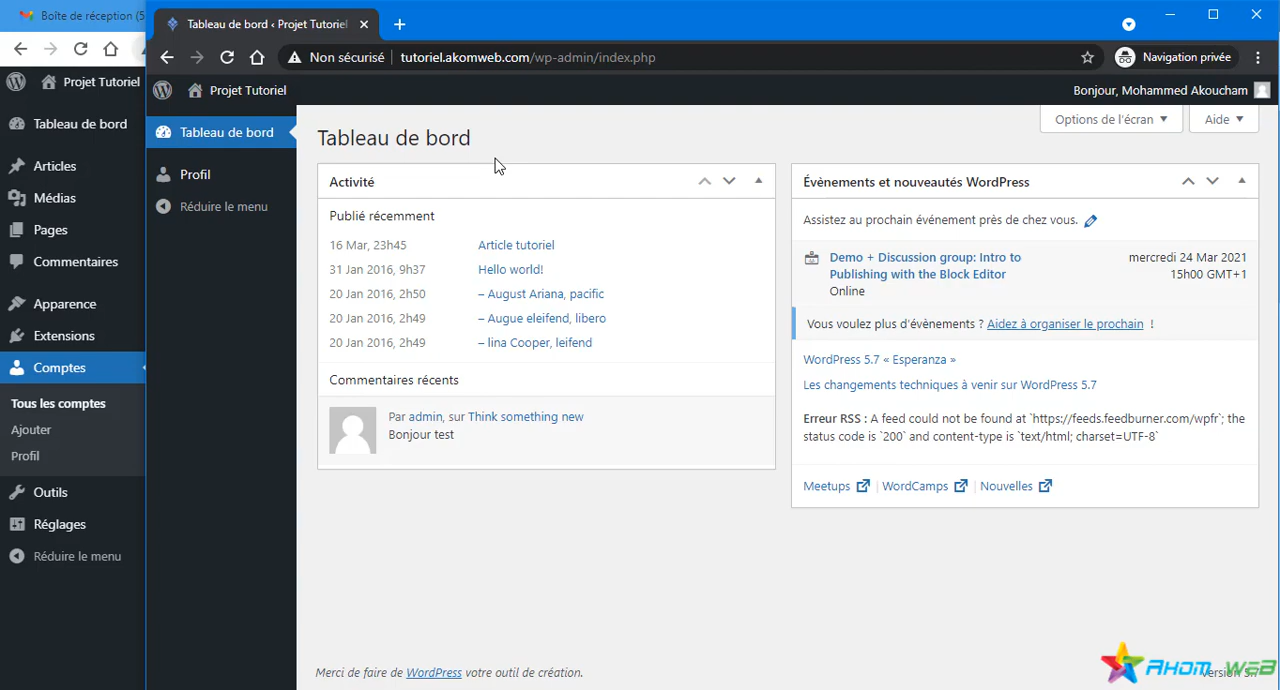 Boîte de réception (5
Tableau de bord ‹ Projet Tutoriel
Non sécurisé
tutoriel.akomweb.com/wp-admin/index.php
Navigation privée
Projet Tutoriel
Tableau de bord
Articles
Médias
Pages
Commentaires
Apparence
Extensions
Comptes
Tous les comptes
Ajouter
Profil
Outils
Réglages
Réduire le menu
Projet Tutoriel
Bonjour, Mohammed Akoucham
Tableau de bord
Profil
Réduire le menu
Options de l'écran
Aide
Tableau de bord
Activité
Publié récemment
16 Mar, 23h45 Article tutoriel
31 Jan 2016, 9h37 Hello world!
20 Jan 2016, 2h50 – August Ariana, pacific
20 Jan 2016, 2h49 – Augue eleifend, libero
20 Jan 2016, 2h49 – lina Cooper, leifend
Commentaires récents
Par admin, sur Think something new
Bonjour test
Évènements et nouveautés WordPress
Assistez au prochain événement près de chez vous.
Demo + Discussion group: Intro to mercredi 24 Mar 2021
Publishing with the Block Editor 15h00 GMT+1
Online
Vous voulez plus d'évènements ? Aidez à organiser le prochain !
WordPress 5.7 « Esperanza »
Les changements techniques à venir sur WordPress 5.7
Erreur RSS : A feed could not be found at `https://feeds.feedburner.com/wpfr`; the
status code is `200` and content-type is `text/html; charset=UTF-8`
Meetups | WordCamps | Nouvelles
Merci de faire de WordPress votre outil de création.
AKOM WEB